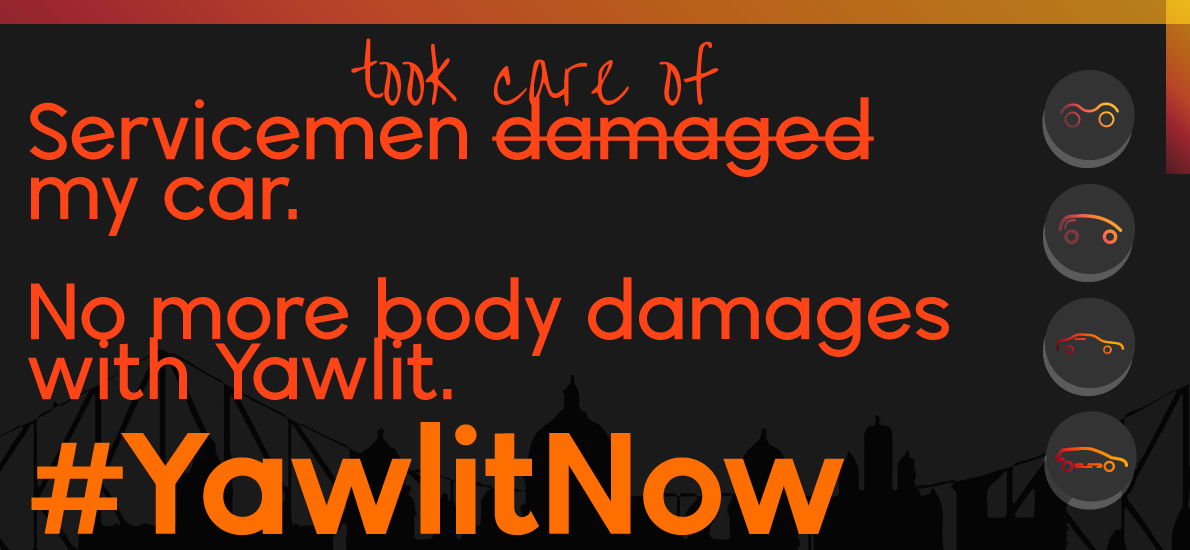 took care of
Servicemen damaged
my car.
No more body damages
with Yawlit.
#YawlitNow